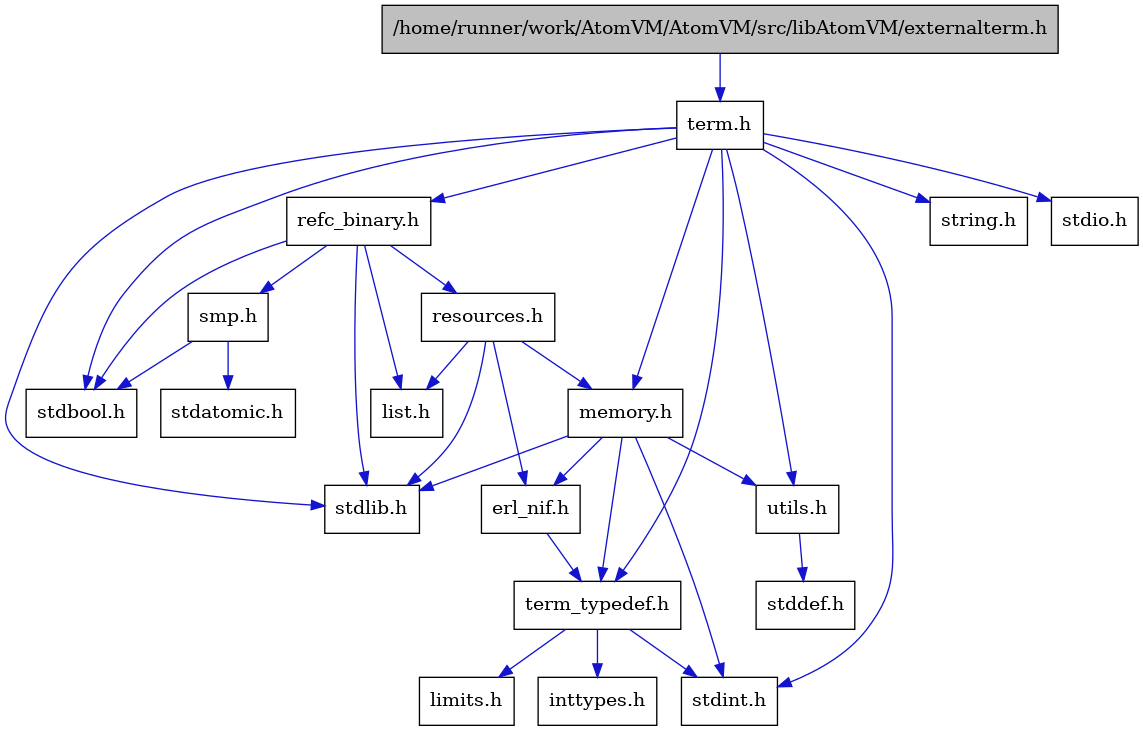 /home/runner/work/AtomVM/AtomVM/src/libAtomVM/externalterm.h
term.h
refc_binary.h
string.h
stdio.h
smp.h
resources.h
stdbool.h
stdatomic.h
list.h
memory.h
stdlib.h
erl_nif.h
utils.h
term_typedef.h
stddef.h
limits.h
inttypes.h
stdint.h